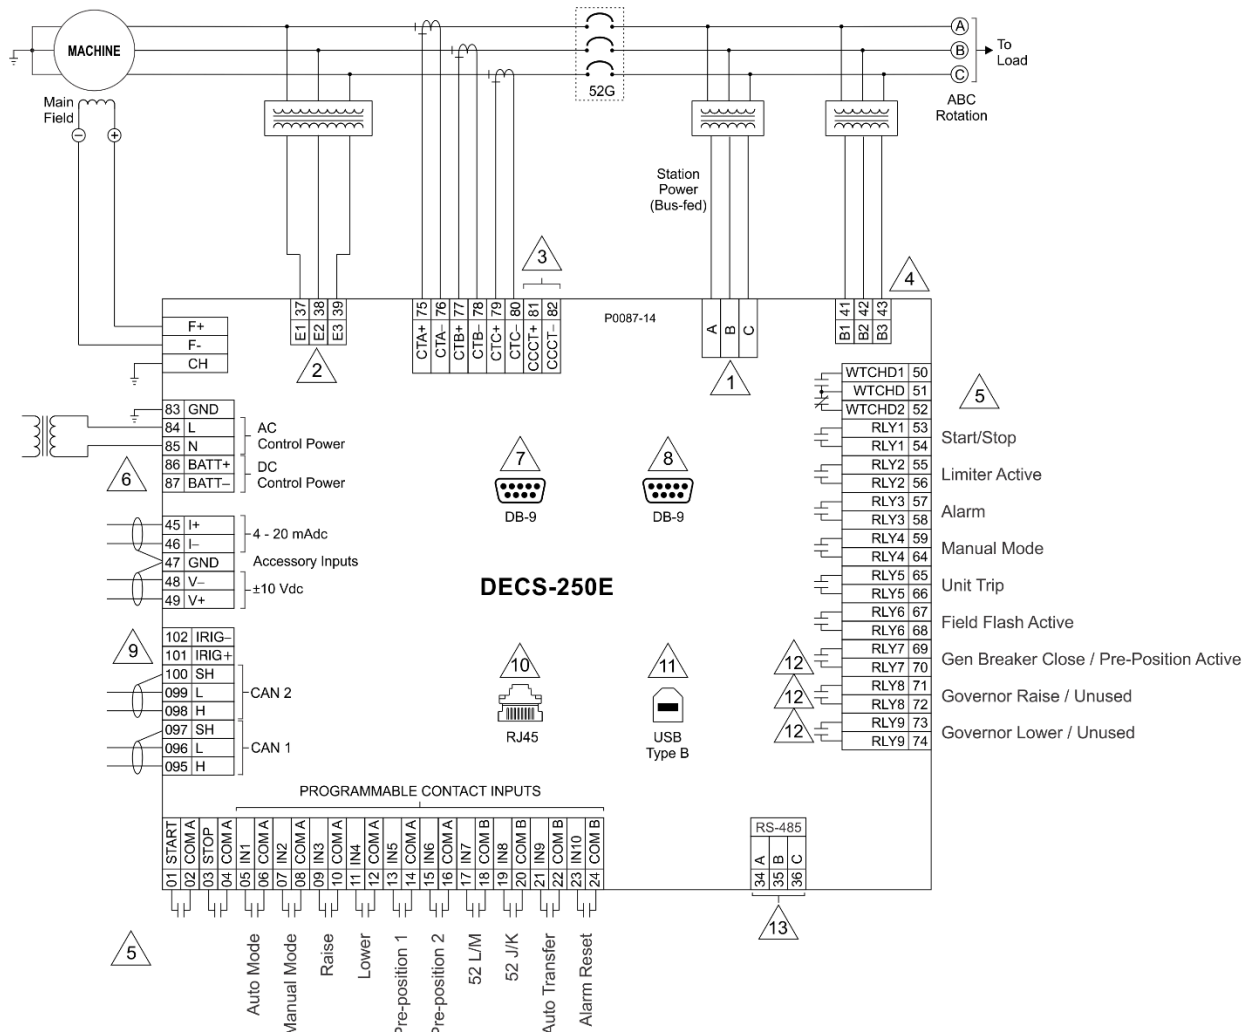 MACHINE
A
B
C
To
Load
52G
ABC
Rotation
Main
Field
Station
Power
(Bus-fed)
3
4
E1 37
E2 38
E3 39
CTA+ 75
CTA– 76
CTB+ 77
CTB– 78
CTC+ 79
CTC– 80
CCCT+ 81
CCCT– 82
P0087-14
A
B
C
B1 41
B2 42
B3 43
2
1
F+
F-
CH
83 GND
84 L
85 N
86 BATT+
87 BATT–
AC
Control Power
DC
Control Power
6
45 I+
46 I–
47 GND
48 V–
49 V+
4 - 20 mAdc
Accessory Inputs
±10 Vdc
9
102 IRIG–
101 IRIG+
100 SH
099 L
098 H
097 SH
096 L
095 H
CAN 2
CAN 1
7
DB-9
8
DB-9
DECS-250E
10
RJ45
11
USB
Type B
WTCHD1 50
WTCHD 51
WTCHD2 52
5
RLY1 53
RLY1 54
Start/Stop
RLY2 55
RLY2 56
Limiter Active
RLY3 57
RLY3 58
Alarm
RLY4 59
RLY4 64
Manual Mode
RLY5 65
RLY5 66
Unit Trip
RLY6 67
RLY6 68
Field Flash Active
12
RLY7 69
RLY7 70
Gen Breaker Close / Pre-Position Active
12
RLY8 71
RLY8 72
Governor Raise / Unused
12
RLY9 73
RLY9 74
Governor Lower / Unused
PROGRAMMABLE CONTACT INPUTS
01 START
02 COM A
03 STOP
04 COM A
05 IN1
06 COM A
07 IN2
08 COM A
09 IN3
10 COM A
11 IN4
12 COM A
13 IN5
14 COM A
15 IN6
16 COM A
17 IN7
18 COM B
19 IN8
20 COM B
21 IN9
22 COM B
23 IN10
24 COM B
RS-485
34 A
35 B
36 C
13
5
Auto Mode
Manual Mode
Raise
Lower
Pre-position 1
Pre-position 2
52 L/M
52 J/K
Auto Transfer
Alarm Reset